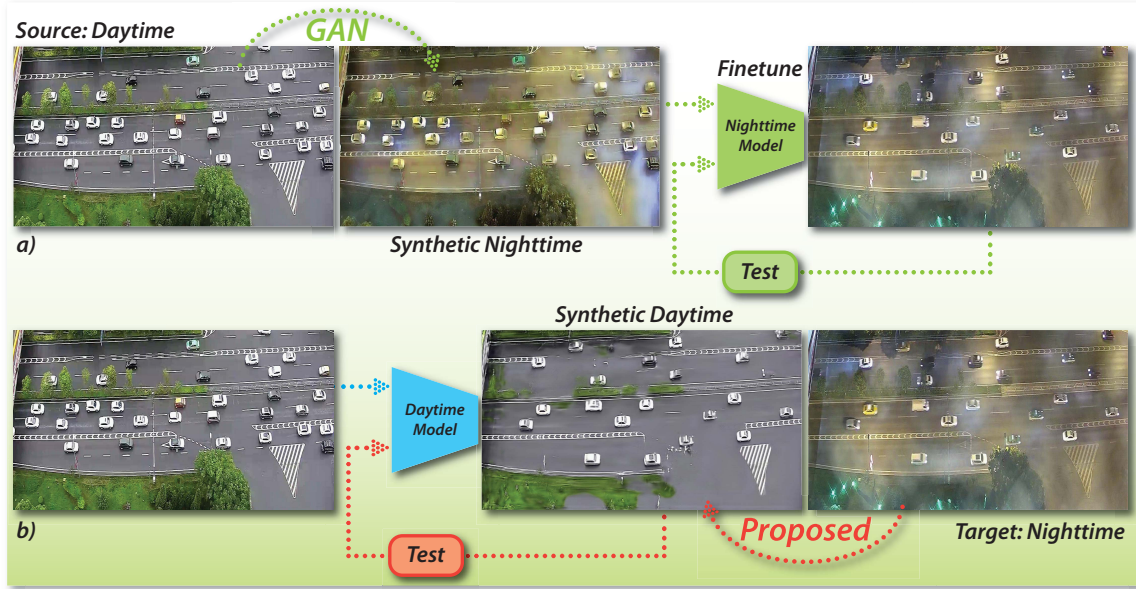 Source: Daytime
GAN
Finetune
Nighttime
Model
a)
Synthetic Nighttime
Test
Synthetic Daytime
Daytime
Model
b)
Test
Proposed
Target: Nighttime